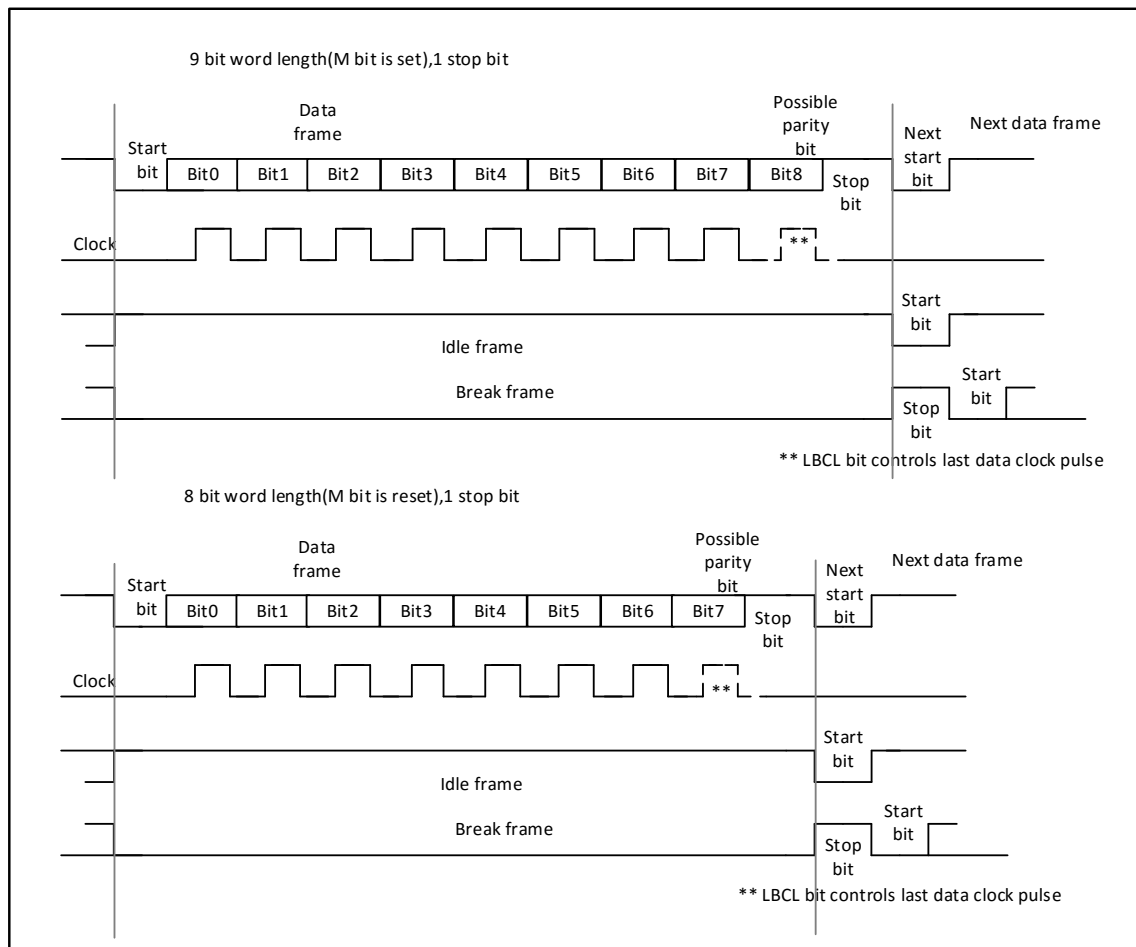 9 bit word length(M bit is set),1 stop bit
Data
frame
Possible
parity
bit
Start
bit
Bit0 Bit1 Bit2 Bit3 Bit4 Bit5 Bit6 Bit7 Bit8
Stop
bit
Next
start
bit
Next data frame
Clock
**
Idle frame
Start
bit
Break frame
Stop
bit
Start
bit
** LBCL bit controls last data clock pulse
8 bit word length(M bit is reset),1 stop bit
Data
frame
Possible
parity
bit
Start
bit
Bit0 Bit1 Bit2 Bit3 Bit4 Bit5 Bit6 Bit7
Stop
bit
Next
start
bit
Next data frame
Clock
**
Idle frame
Start
bit
Break frame
Stop
bit
Start
bit
** LBCL bit controls last data clock pulse